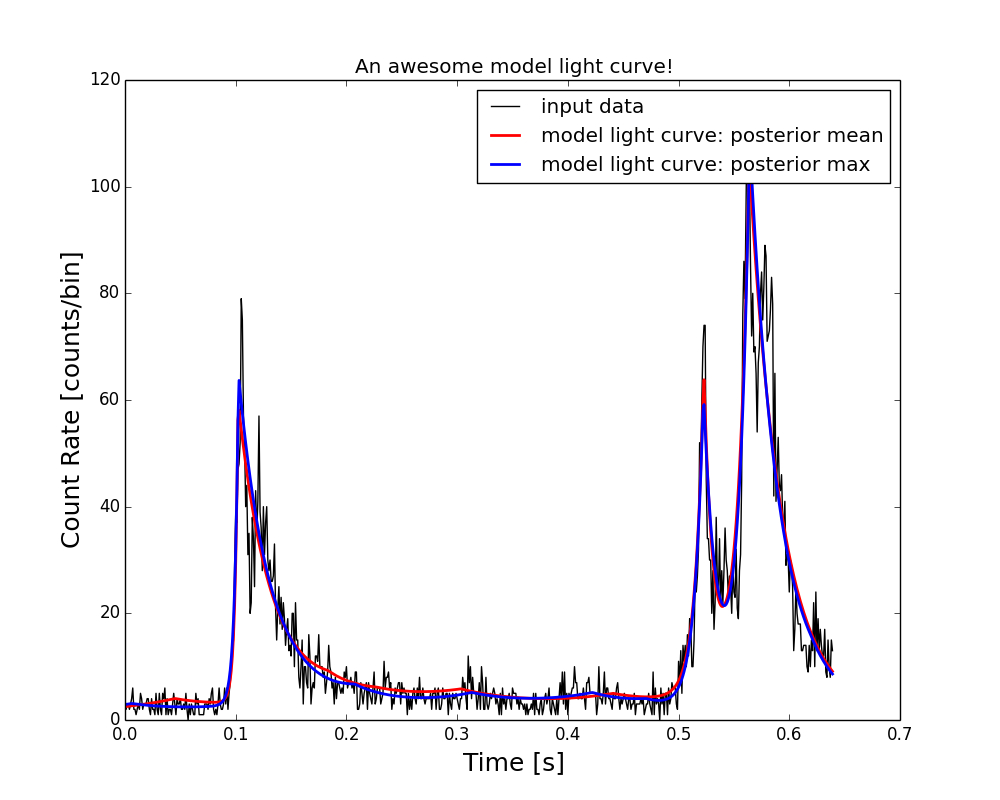 An awesome model light curve!
input data
model light curve: posterior mean
model light curve: posterior max
Count Rate [counts/bin]
120
100
80
60
40
20
0
0.0 0.1 0.2 0.3 0.4 0.5 0.6 0.7
Time [s]